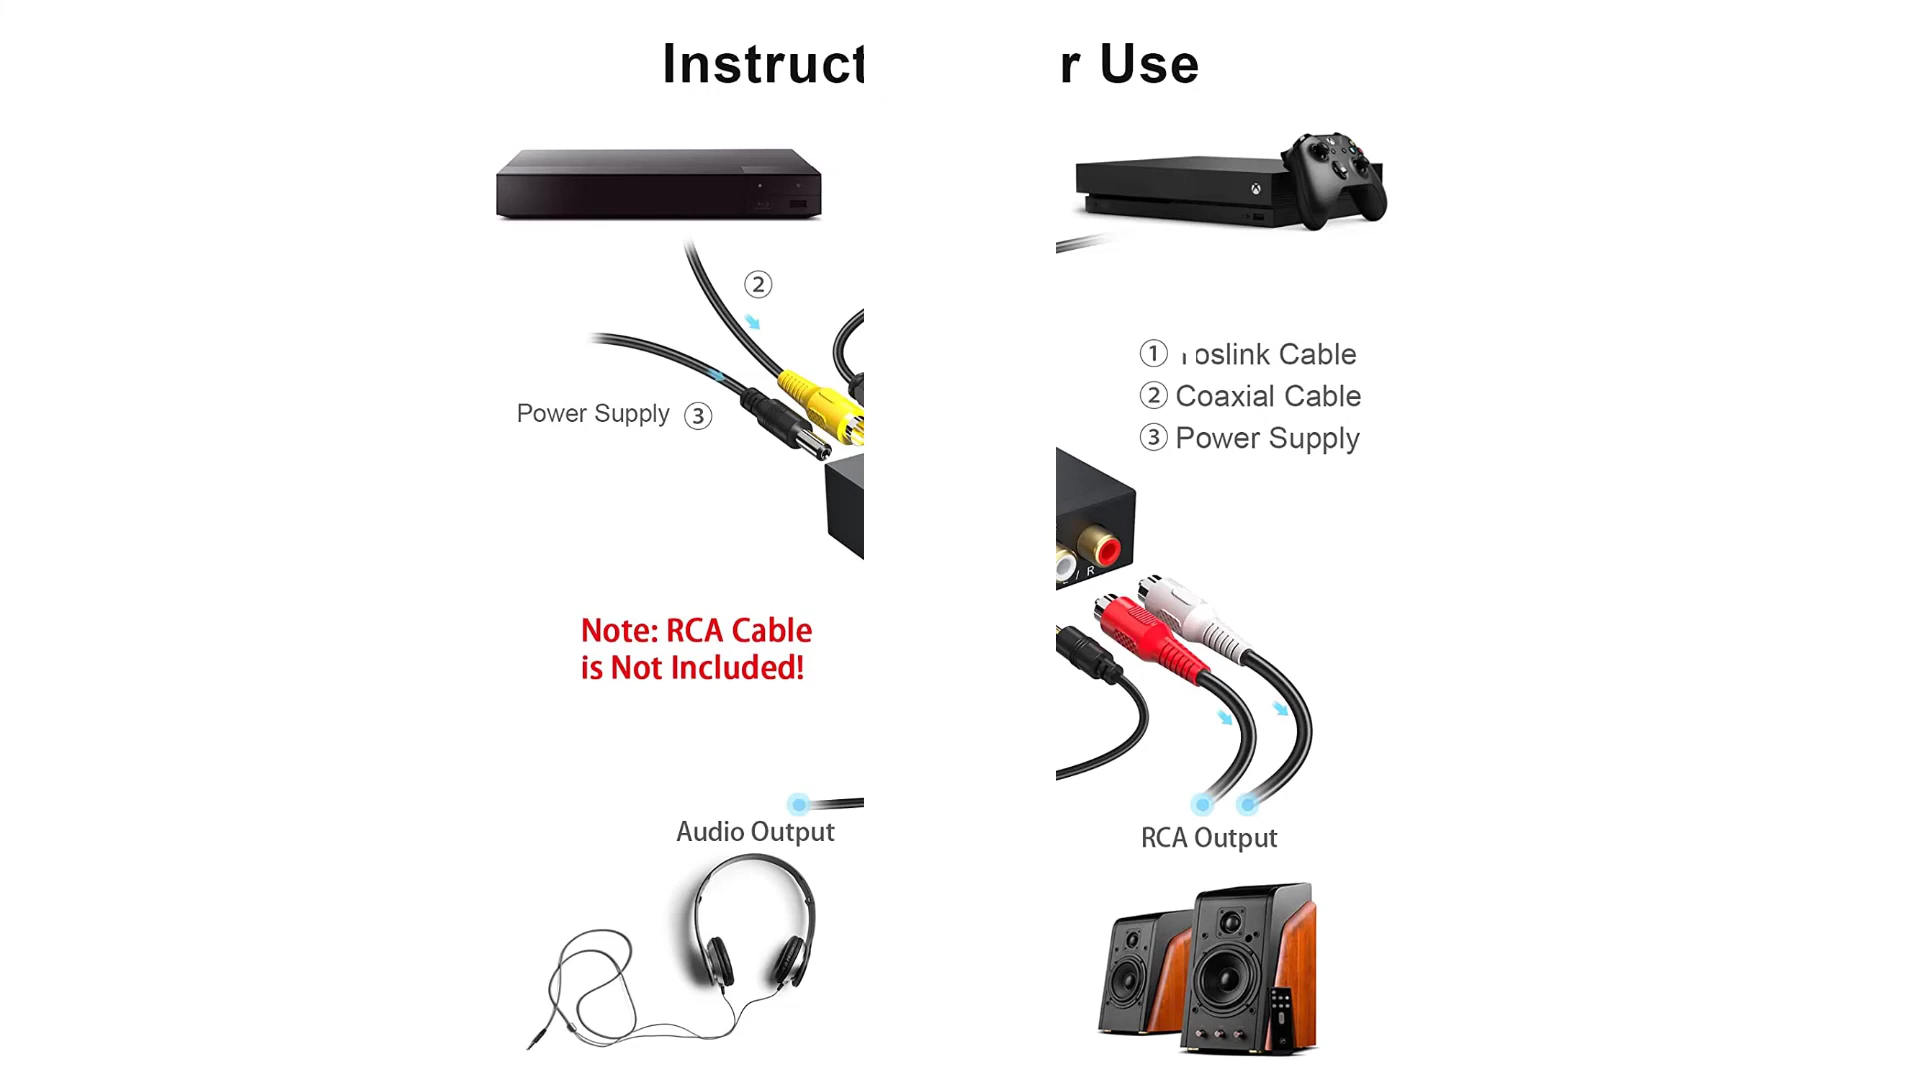 Instruct r Use
②
Power Supply ③
① Toslink Cable
② Coaxial Cable
③ Power Supply
/ R
Note: RCA Cable
is Not Included!
Audio Output
RCA Output